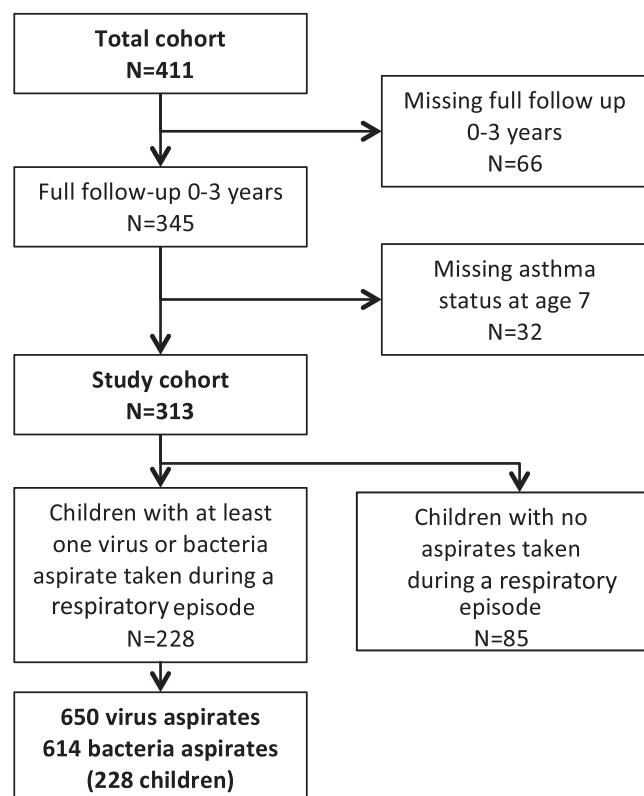 Total cohort
N=411
Missing full follow up
0-3 years
N=66
Full follow-up 0-3 years
N=345
Missing asthma
status at age 7
N=32
Study cohort
N=313
Children with at least
one virus or bacteria
aspirate taken during a
respiratory episode
N=228
Children with no
aspirates taken
during a respiratory
episode
N=85
650 virus aspirates
614 bacteria aspirates
(228 children)